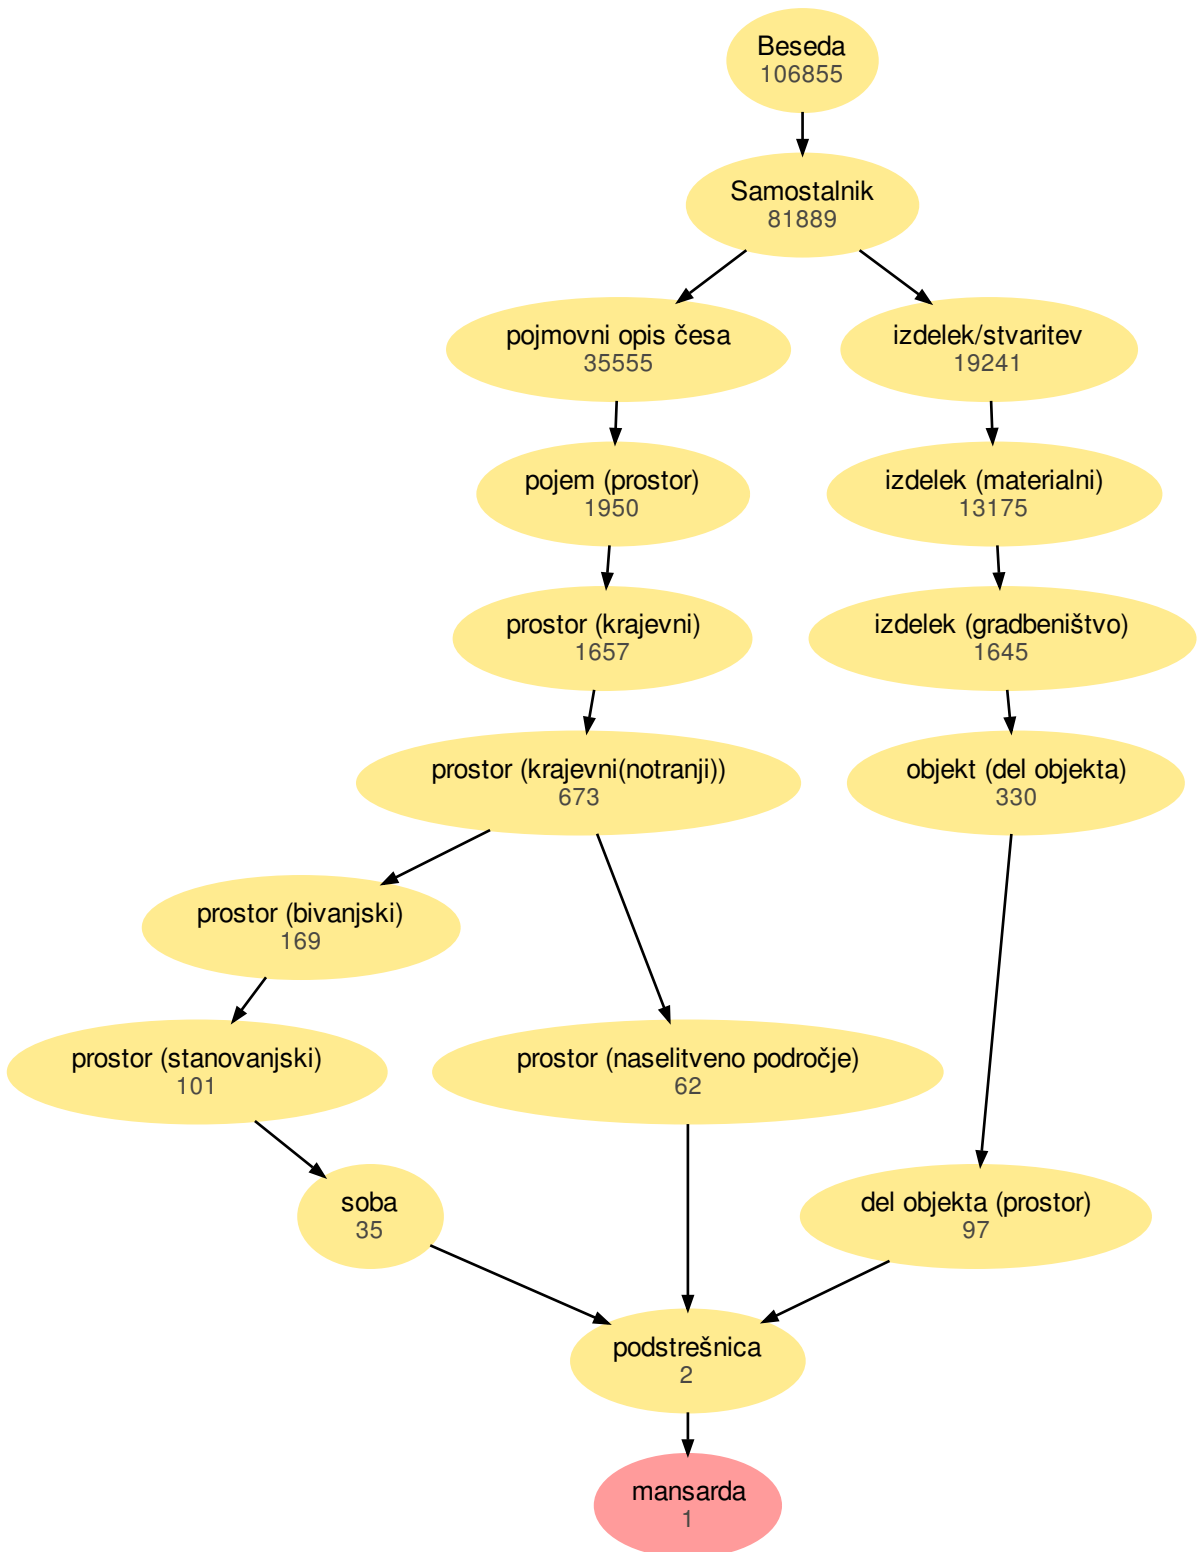 Beseda
106855
Samostalnik
81889
pojmovni opis česa
35555
izdelek/stvaritev
19241
pojem (prostor)
1950
izdelek (materialni)
13175
prostor (krajevni)
1657
izdelek (gradbeništvo)
1645
prostor (krajevni(notranji))
673
objekt (del objekta)
330
prostor (bivanjski)
169
prostor (stanovanjski)
101
prostor (naselitveno področje)
62
soba
35
del objekta (prostor)
97
podstrešnica
2
mansarda
1